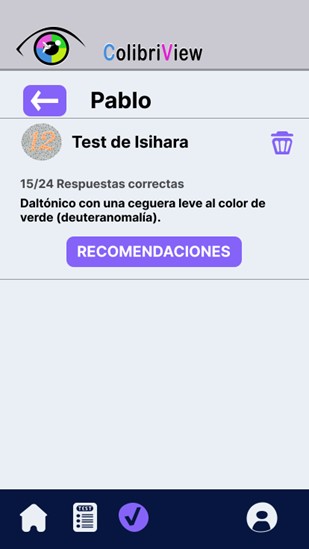 ColibriView
Pablo
12
Test de Isihara
15/24 Respuestas correctas
Daltónico con una ceguera leve al color de
verde (deuteranomalía).
RECOMENDACIONES
TEST